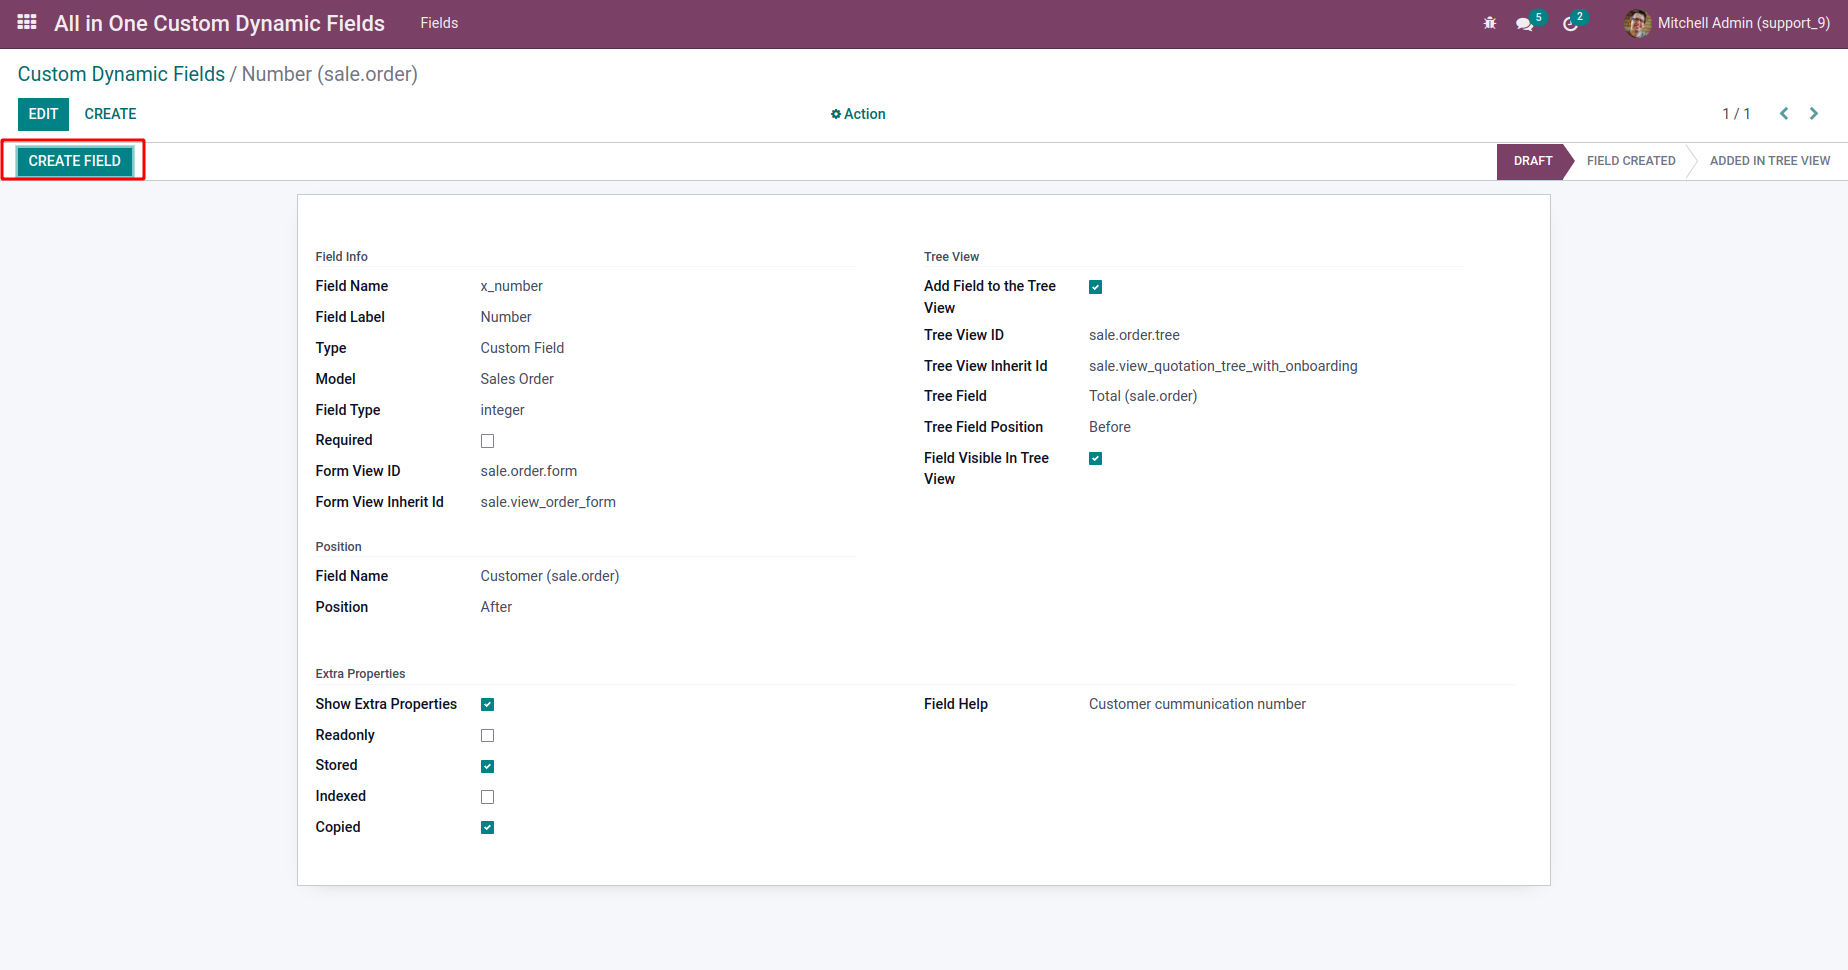 All in One Custom Dynamic Fields Fields 5 2 Mitchell Admin (support_9)
Custom Dynamic Fields / Number (sale.order)
EDIT CREATE Action 1 / 1
CREATE FIELD DRAFT FIELD CREATED ADDED IN TREE VIEW
Field Info
Field Name x_number
Field Label Number
Type Custom Field
Model Sales Order
Field Type integer
Required
Form View ID sale.order.form
Form View Inherit Id sale.view_order_form
Position
Field Name Customer (sale.order)
Position After
Tree View
Add Field to the Tree
View
Tree View ID sale.order.tree
Tree View Inherit Id sale.view_quotation_tree_with_onboarding
Tree Field Total (sale.order)
Tree Field Position Before
Field Visible In Tree
View
Extra Properties
Show Extra Properties
Readonly
Stored
Indexed
Copied
Field Help Customer cummunication number